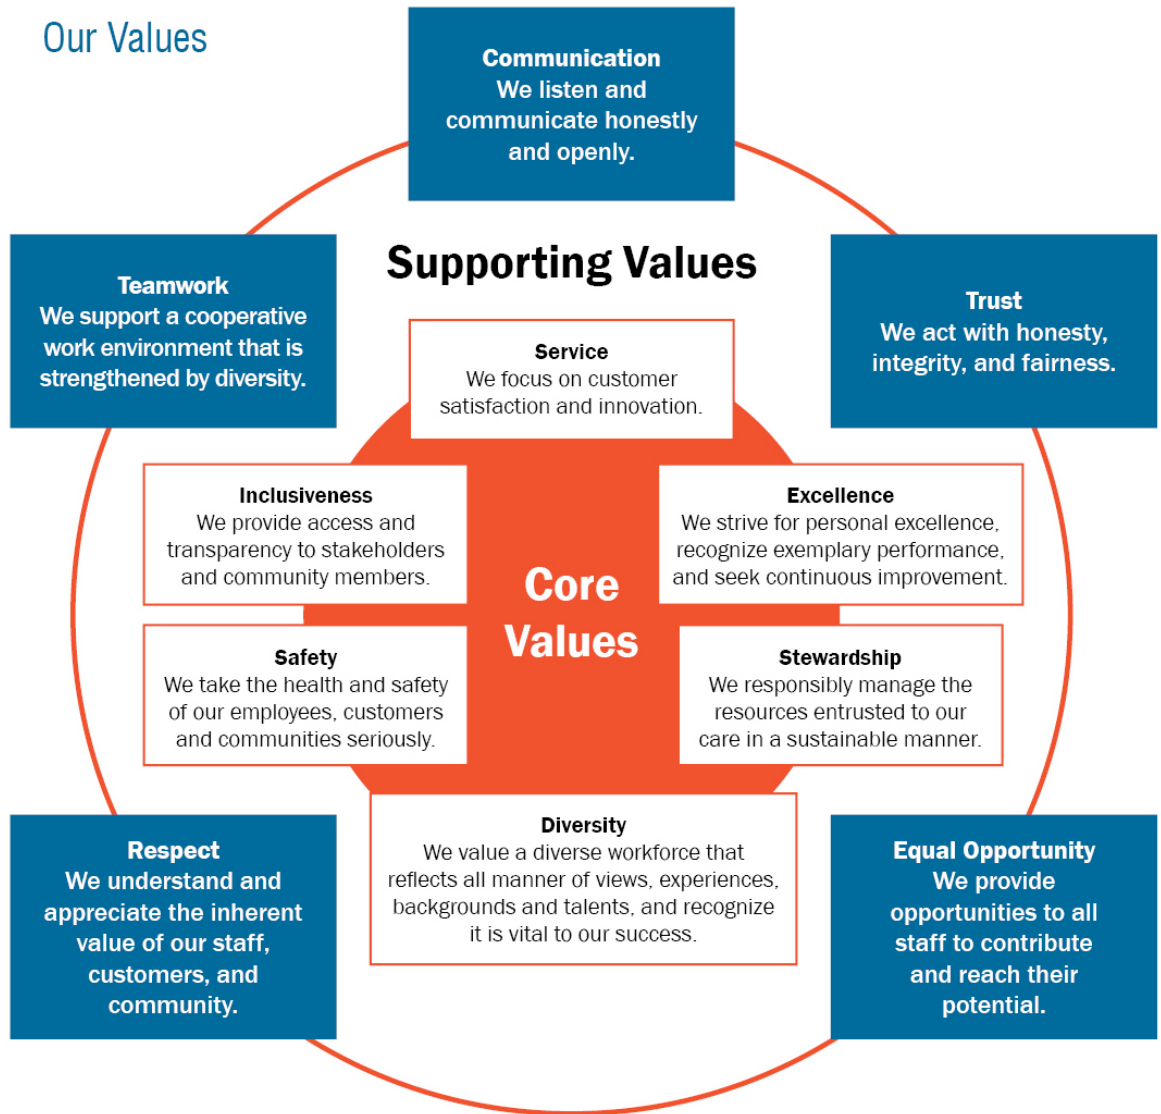 Our Values
Communication
We listen and
communicate honestly
and openly.
Supporting Values
Teamwork
We support a cooperative
work environment that is
strengthened by diversity.
Trust
We act with honesty,
integrity, and fairness.
Service
We focus on customer
satisfaction and innovation.
Inclusiveness
We provide access and
transparency to stakeholders
and community members.
Excellence
We strive for personal excellence,
recognize exemplary performance,
and seek continuous improvement.
Core
Values
Safety
We take the health and safety
of our employees, customers
and communities seriously.
Stewardship
We responsibly manage the
resources entrusted to our
care in a sustainable manner.
Diversity
We value a diverse workforce that
reflects all manner of views, experiences,
backgrounds and talents, and recognize
it is vital to our success.
Respect
We understand and
appreciate the inherent
value of our staff,
customers, and
community.
Equal Opportunity
We provide
opportunities to all
staff to contribute
and reach their
potential.